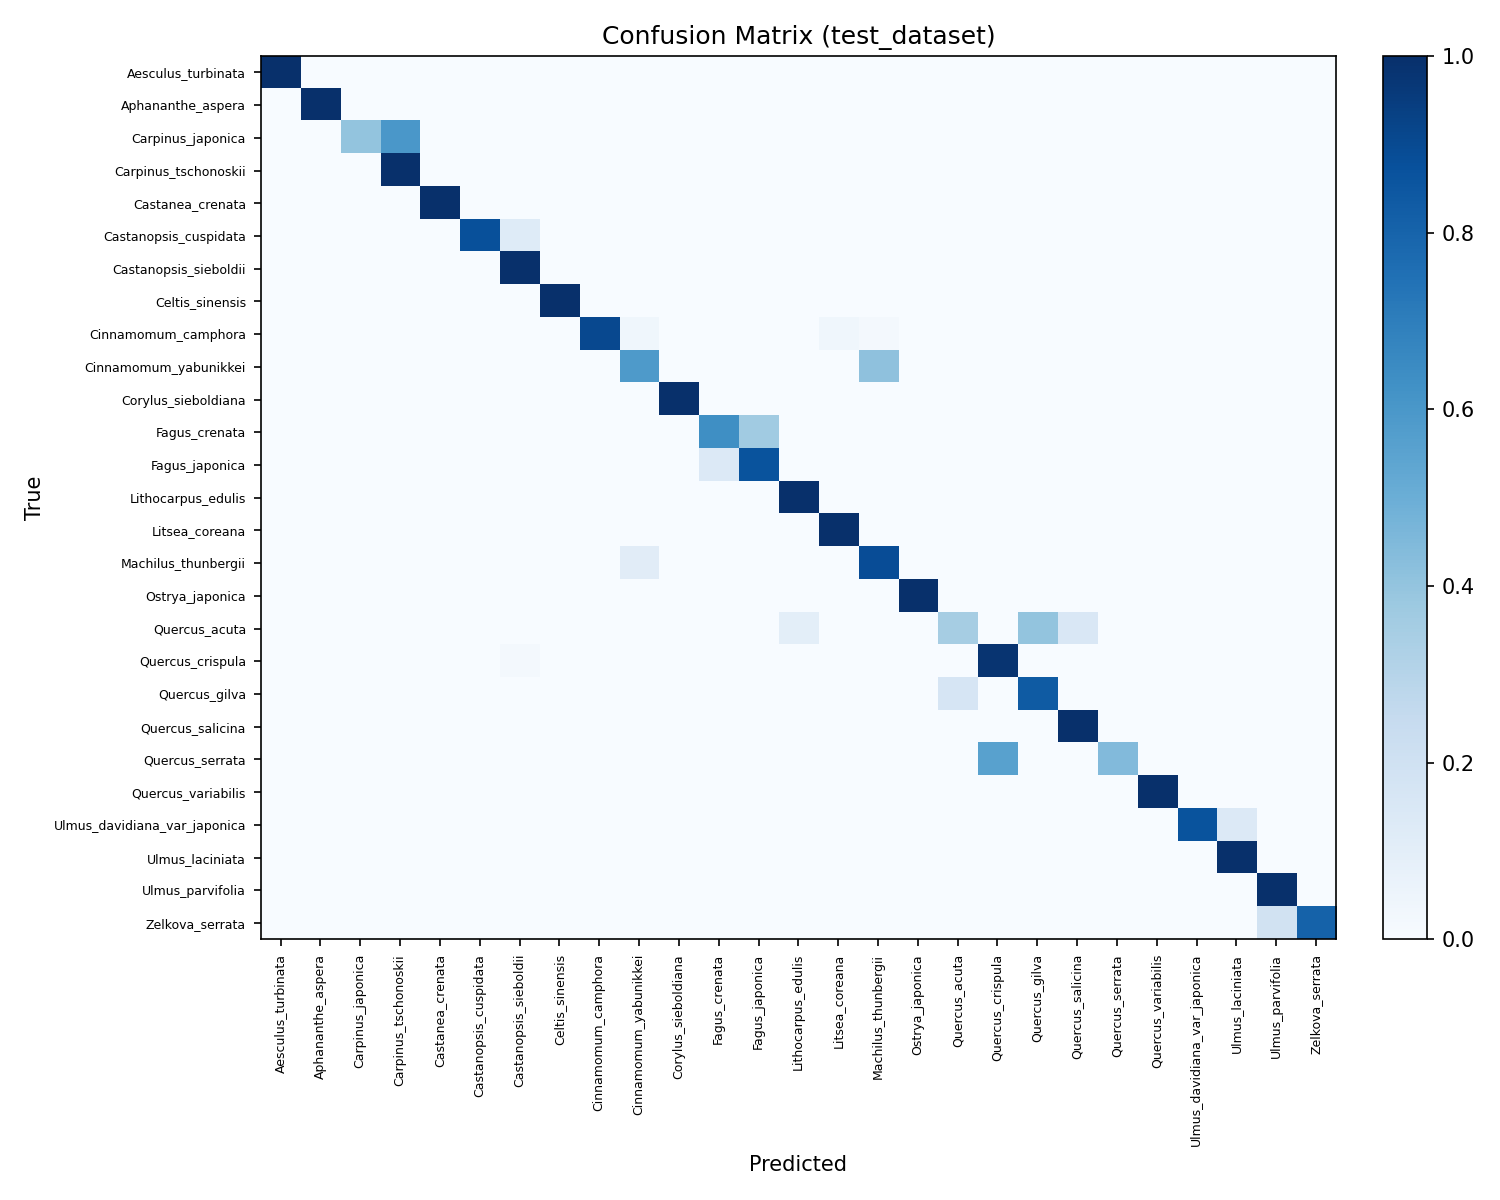 Confusion Matrix (test_dataset)
True
Aesculus_turbinata
Aphananthe_aspera
Carpinus_japonica
Carpinus_tschonoskii
Castanea_crenata
Castanopsis_cuspidata
Castanopsis_sieboldii
Celtis_sinensis
Cinnamomum_camphora
Cinnamomum_yabunikkei
Corylus_sieboldiana
Fagus_crenata
Fagus_japonica
Lithocarpus_edulis
Litsea_coreana
Machilus_thunbergii
Ostrya_japonica
Quercus_acuta
Quercus_crispula
Quercus_gilva
Quercus_salicina
Quercus_serrata
Quercus_variabilis
Ulmus_davidiana_var_japonica
Ulmus_laciniata
Ulmus_parvifolia
Zelkova_serrata
1.0
0.8
0.6
0.4
0.2
0.0
Aesculus_turbinata
Aphananthe_aspera
Carpinus_japonica
Carpinus_tschonoskii
Castanea_crenata
Castanopsis_cuspidata
Castanopsis_sieboldii
Celtis_sinensis
Cinnamomum_camphora
Cinnamomum_yabunikkei
Corylus_sieboldiana
Fagus_crenata
Fagus_japonica
Lithocarpus_edulis
Litsea_coreana
Machilus_thunbergii
Ostrya_japonica
Quercus_acuta
Quercus_crispula
Quercus_gilva
Quercus_salicina
Quercus_serrata
Quercus_variabilis
Ulmus_davidiana_var_japonica
Ulmus_laciniata
Ulmus_parvifolia
Zelkova_serrata
Predicted